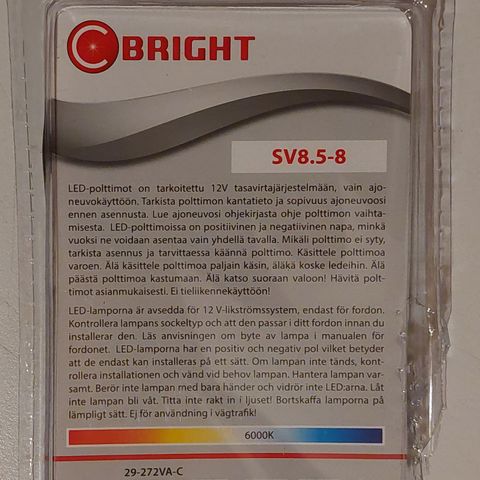 C BRIGHT
SV8.5-8
LED-polttimot on tarkoitettu 12V tasavirtajärjestelmään, vain ajo-
neuvokäyttöön. Tarkista polttimon kantatieto ja sopivuus ajoneuvoosi
ennen asennusta. Lue ajoneuvosi ohjekirjasta ohje polttimon vaihta-
misesta. LED-polttimoissa on positiivinen ja negatiivinen napa, minkä
vuoksi ne voidaan asentaa vain yhdellä tavalla. Mikäli polttimo ei syty,
tarkista asennus ja tarvittaessa käännä polttimo. Käsittele polttimoa
varoen. Älä käsittele polttimoa paljain käsin, äläkä koske ledeihin. Älä
päästä polttimoa kastumaan. Älä katso suoraan valoon! Hävitä polt-
timot asianmukaisesti. Ei tieliikennekäyttöön!
LED-lamporna är avsedda för 12 V-likströmssystem, endast för fordon.
Kontrollera lampans sockeltyp och att den passar i ditt fordon innan du
installerar den. Läs anvisningen om byte av lampa i manualen för
fordonet. LED-lamporna har en positiv och negativ pol vilket betyder
att de endast kan installeras på ett sätt. Om lampan inte tänds, kont-
rollera installationen och vänd vid behov lampan. Hantera lampan var-
samt. Berör inte lampan med bara händer och vidrör inte LED:arna. Låt
inte lampan bli våt. Titta inte rakt in i ljuset! Bortskaffa lamporna på
lämpligt sätt. Ej för användning i vägtrafik!
6000K
29-272VA-C